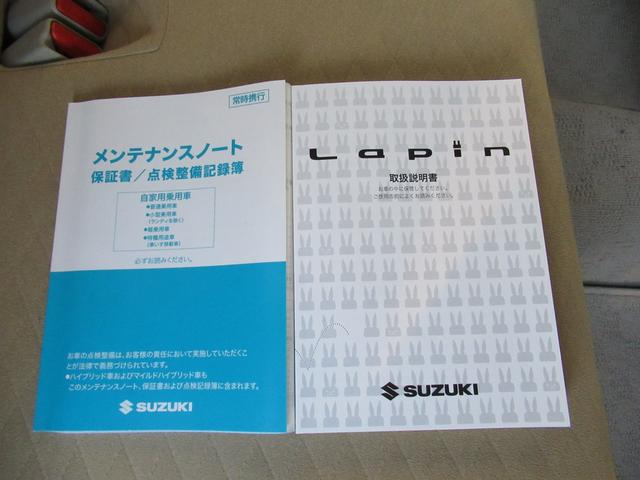 常時携行
メンテナンスノート
保証書/点検整備記録簿
自家用乗用車
●普通乗用車
●小型乗用車
(ランディを除く)
●軽乗用車
●特種用途車
(車いす移動車)
必ずお読みください。
お車の点検整備は、お客様の責任において実施していただくこ
とが法律で義務づけられています。
●ハイブリッド車およびマイルドハイブリッド車も
このメンテナンスノート、保証書および点検記録簿に含まれます。
SUZUKI
Lapin
取扱説明書
お車の中に保管してください。
ご使用の前によくお読みください。
SUZUKI